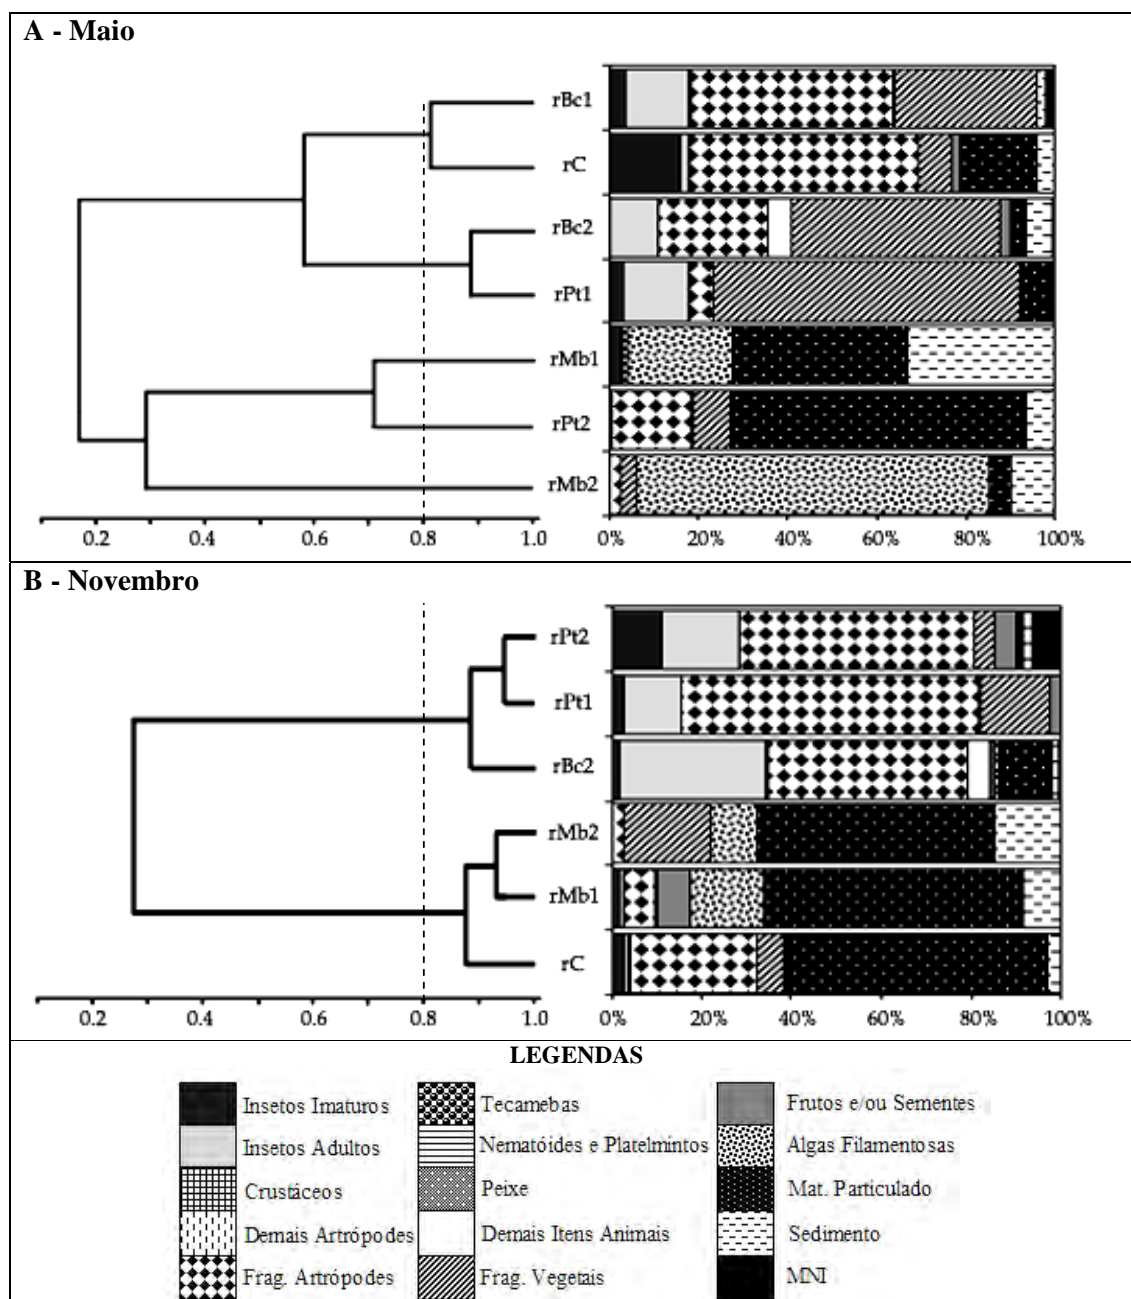 A - Maio
rBc1
rC
rBc2
rPt1
rMb1
rPt2
rMb2
0.2 0.4 0.6 0.8 1.0 0% 20% 40% 60% 80% 100%
B - Novembro
rPt2
rPt1
rBc2
rMb2
rMb1
rC
0.2 0.4 0.6 0.8 1.0 0% 20% 40% 60% 80% 100%
LEGENDAS
Insetos Imaturos Tecamebas Frutos e/ou Sementes
Insetos Adultos Nematóides e Platelmintos Algas Filamentosas
Crustáceos Peixe Mat. Particulado
Demais Artrópodes Demais Itens Animais Sedimento
Frag. Artrópodes Frag. Vegetais MNI